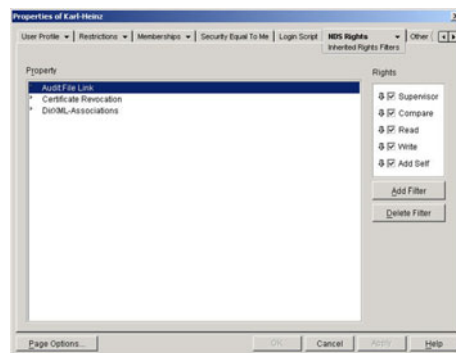 Properties of Karl-Heinz
User Profile Restrictions Memberships Security Equal To Me Login Script NDS Rights Other
Inherited Rights Filters
Property
Rights
Audit:File Link
Certificate Revocation
DirXML-Associations
Supervisor
Compare
Read
Write
Add Self
Add Filter
Delete Filter
Page Options... OK Cancel Apply Help